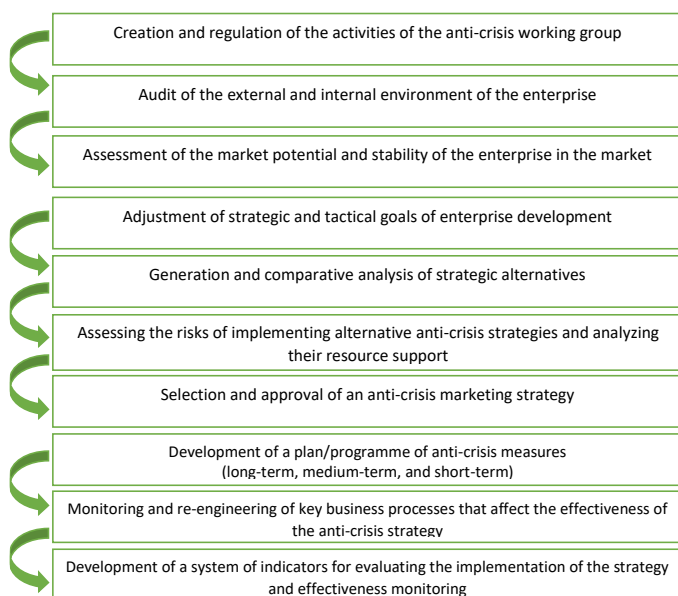 Creation and regulation of the activities of the anti-crisis working group
Audit of the external and internal environment of the enterprise
Assessment of the market potential and stability of the enterprise in the market
Adjustment of strategic and tactical goals of enterprise development
Generation and comparative analysis of strategic alternatives
Assessing the risks of implementing alternative anti-crisis strategies and analyzing
their resource support
Selection and approval of an anti-crisis marketing strategy
Development of a plan/programme of anti-crisis measures
(long-term, medium-term, and short-term)
Monitoring and re-engineering of key business processes that affect the effectiveness of
the anti-crisis strategy
Development of a system of indicators for evaluating the implementation of the strategy
and effectiveness monitoring